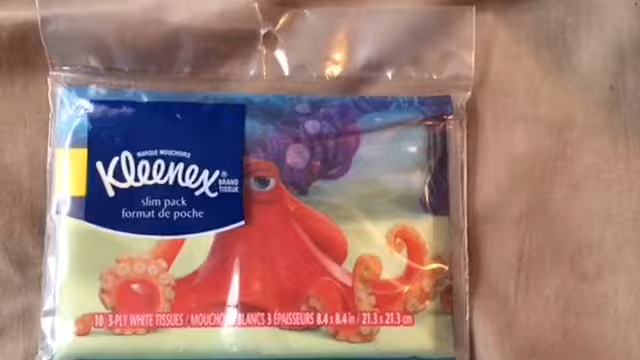 MARQUE MOUCHOIRS
Kleenex®
BRAND
TISSUE
slim pack
format de poche
10 3-PLY WHITE TISSUES / MOUCHOIRS BLANCS 3 ÉPAISSEURS 8.4 x 8.4 in / 21.3 x 21.3 cm